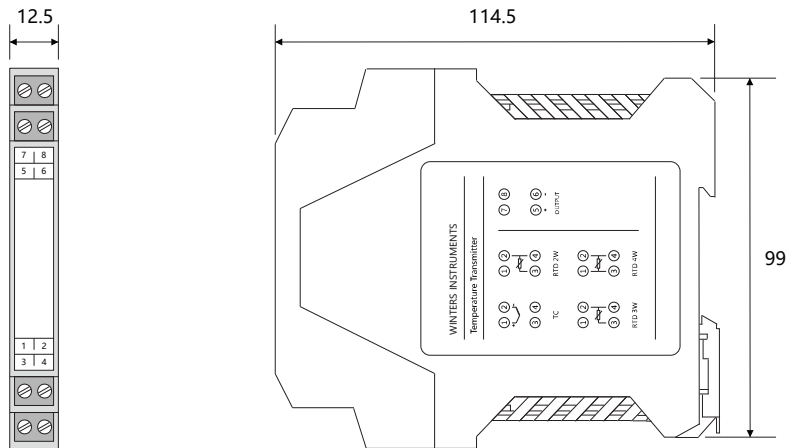 12.5
7 | 8
5 | 6
1 | 2
3 | 4
114.5
99
WINTERS INSTRUMENTS
Temperature Transmitter
7 8
5 6
+ -
OUTPUT
1 2
3 4
RTD 2W
1 2
3 4
RTD 4W
1 2
+ -
3 4
TC
1 2
3 4
RTD 3W